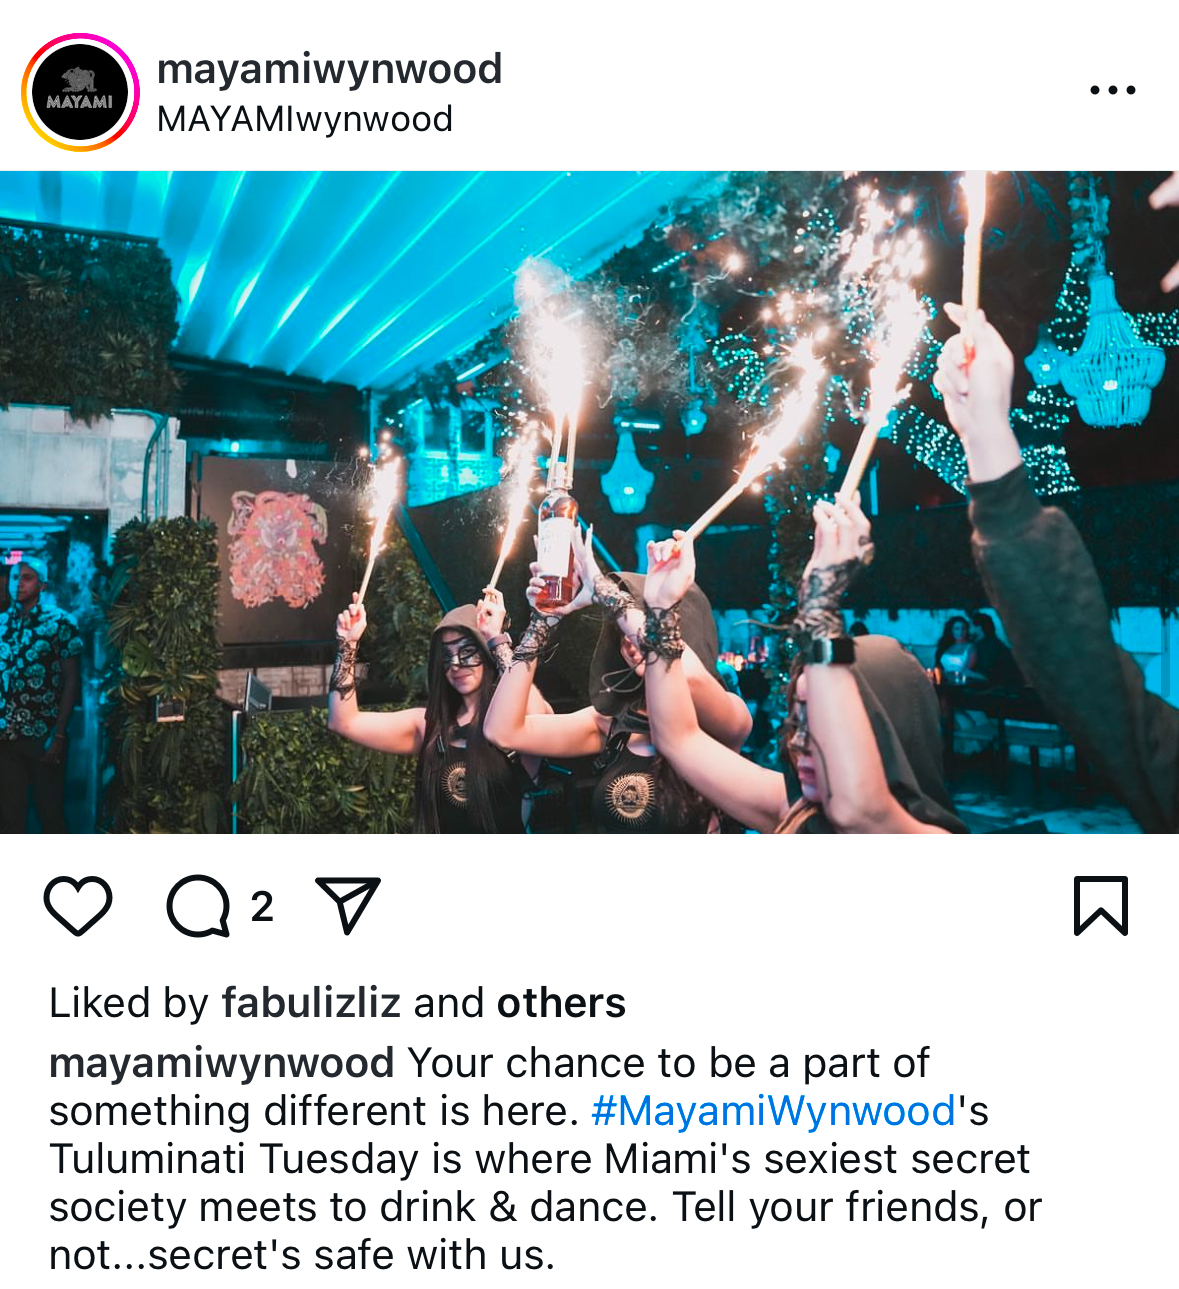 MAYAMI
mayamiwynwood
MAYAMIwynwood
2
Liked by fabulizliz and others
mayamiwynwood Your chance to be a part of
something different is here. #MayamiWynwood's
Tuluminati Tuesday is where Miami's sexiest secret
society meets to drink & dance. Tell your friends, or
not...secret's safe with us.